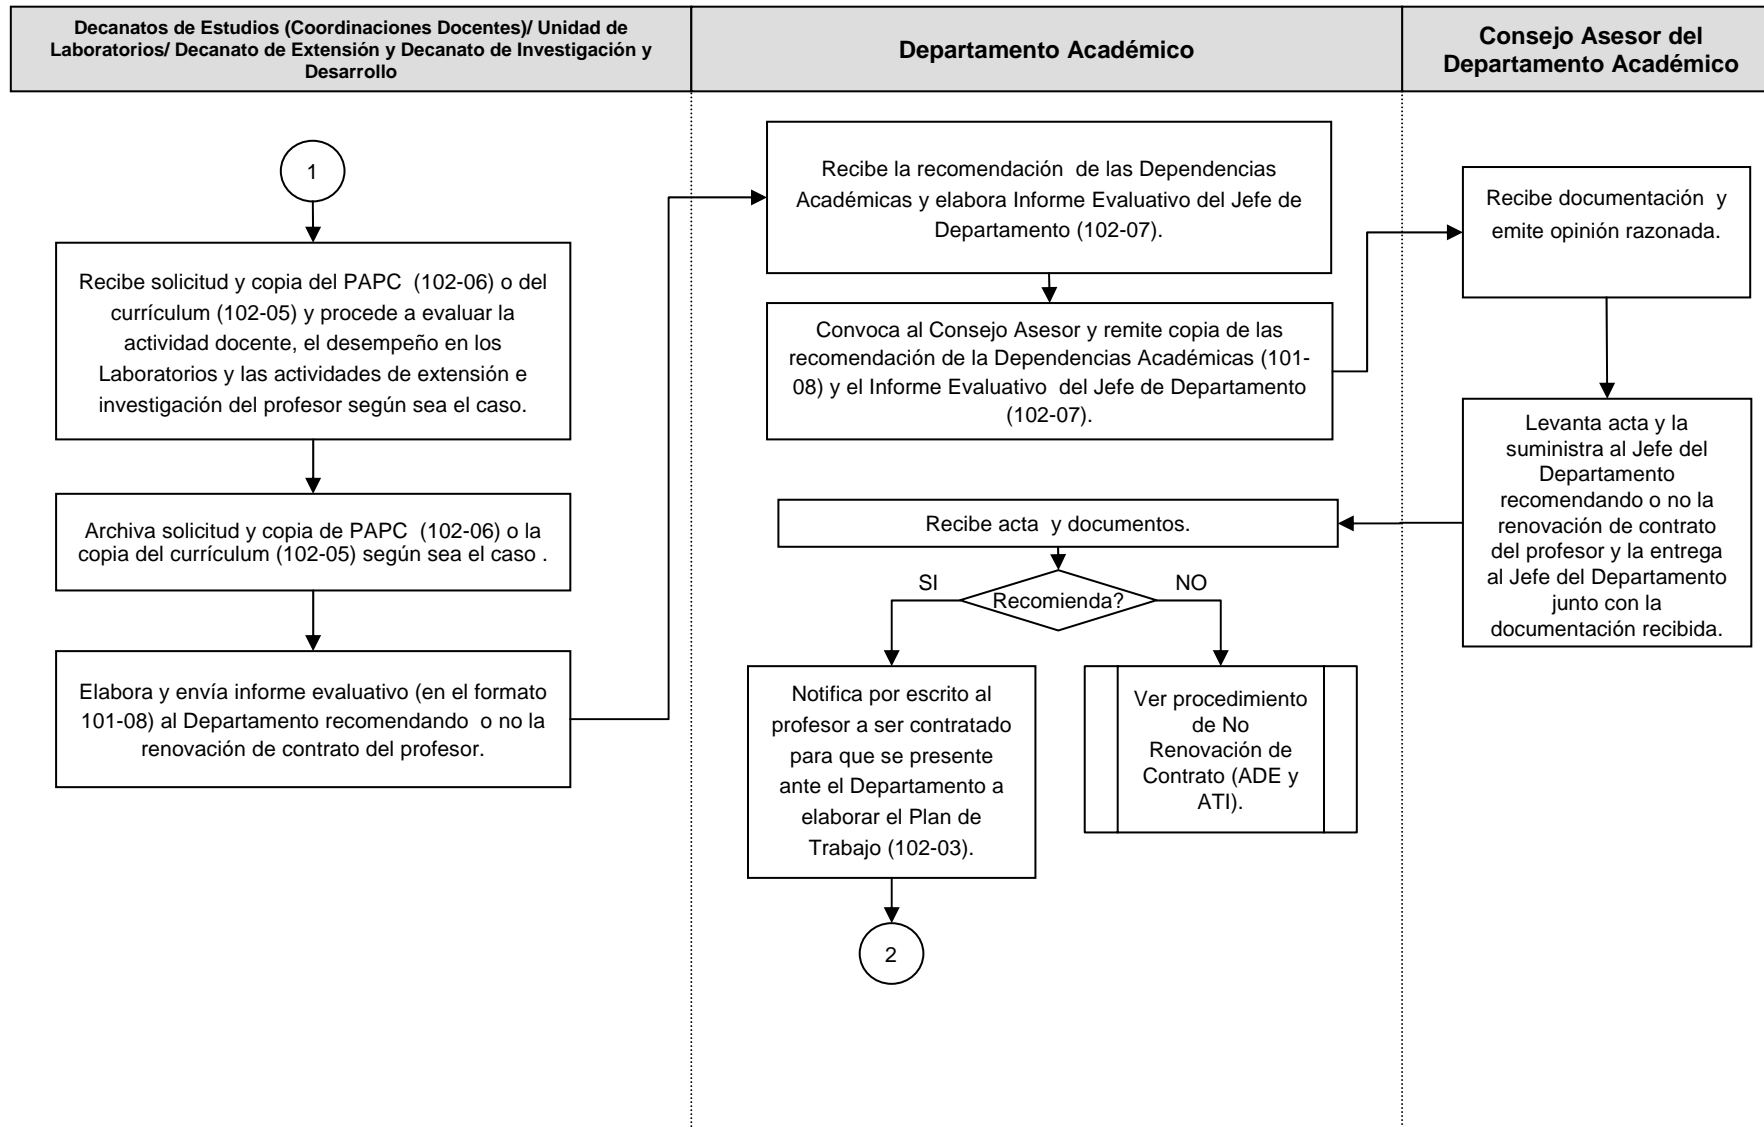 Decanatos de Estudios (Coordinaciones Docentes)/ Unidad de
Laboratorios/ Decanato de Extensión y Decanato de Investigación y
Desarrollo
Departamento Académico
Consejo Asesor del
Departamento Académico
1
Recibe solicitud y copia del PAPC (102-06) o del
currículum (102-05) y procede a evaluar la
actividad docente, el desempeño en los
Laboratorios y las actividades de extensión e
investigación del profesor según sea el caso.
Archiva solicitud y copia de PAPC (102-06) o la
copia del currículum (102-05) según sea el caso .
Elabora y envía informe evaluativo (en el formato
101-08) al Departamento recomendando o no la
renovación de contrato del profesor.
Recibe la recomendación de las Dependencias
Académicas y elabora Informe Evaluativo del Jefe de
Departamento (102-07).
Convoca al Consejo Asesor y remite copia de las
recomendación de la Dependencias Académicas (101-
08) y el Informe Evaluativo del Jefe de Departamento
(102-07).
Recibe documentación y
emite opinión razonada.
Levanta acta y la
suministra al Jefe del
Departamento
recomendando o no la
renovación de contrato
del profesor y la entrega
al Jefe del Departamento
junto con la
documentación recibida.
Recibe acta y documentos.
Recomienda?
SI
NO
Notifica por escrito al
profesor a ser contratado
para que se presente
ante el Departamento a
elaborar el Plan de
Trabajo (102-03).
Ver procedimiento
de No
Renovación de
Contrato (ADE y
ATI).
2